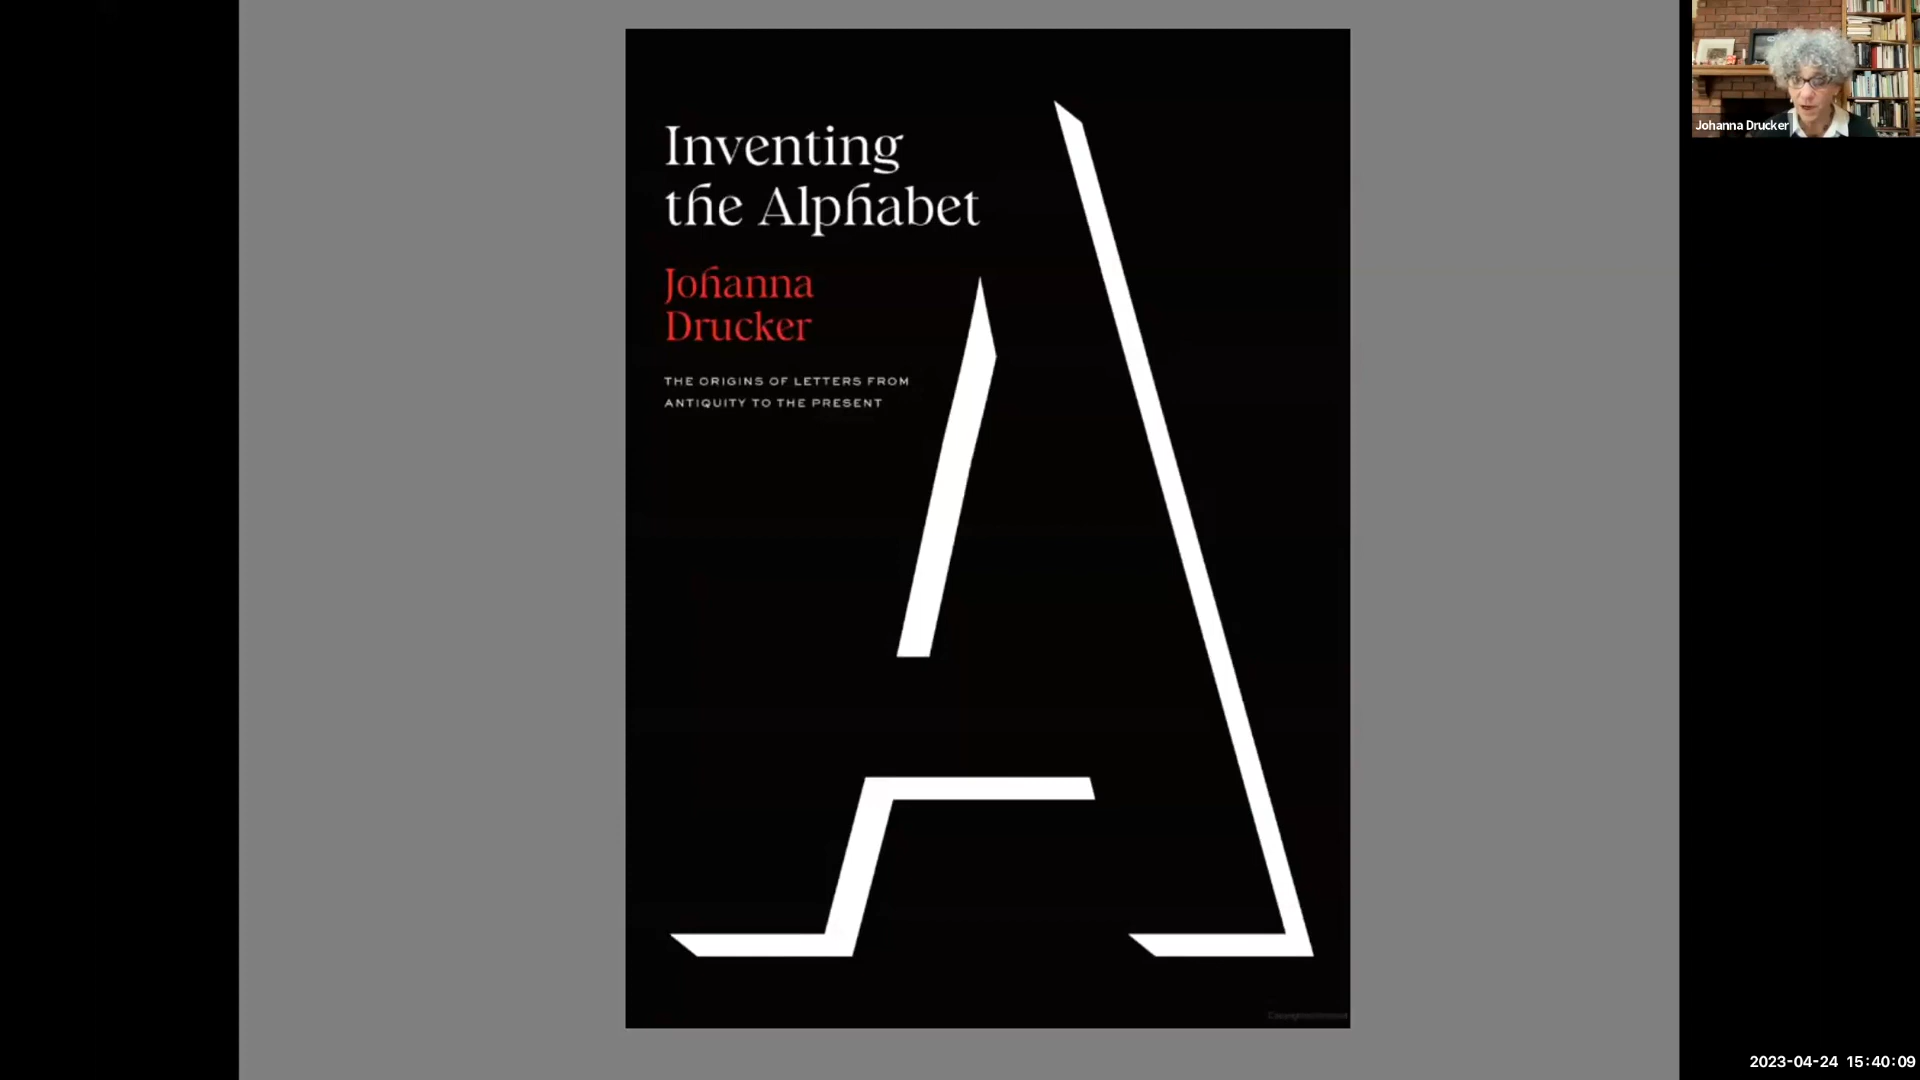 Inventing
the Alphabet
Johanna
Drucker
THE ORIGINS OF LETTERS FROM
ANTIQUITY TO THE PRESENT
A
Johanna Drucker
2023-04-24 15:40:09